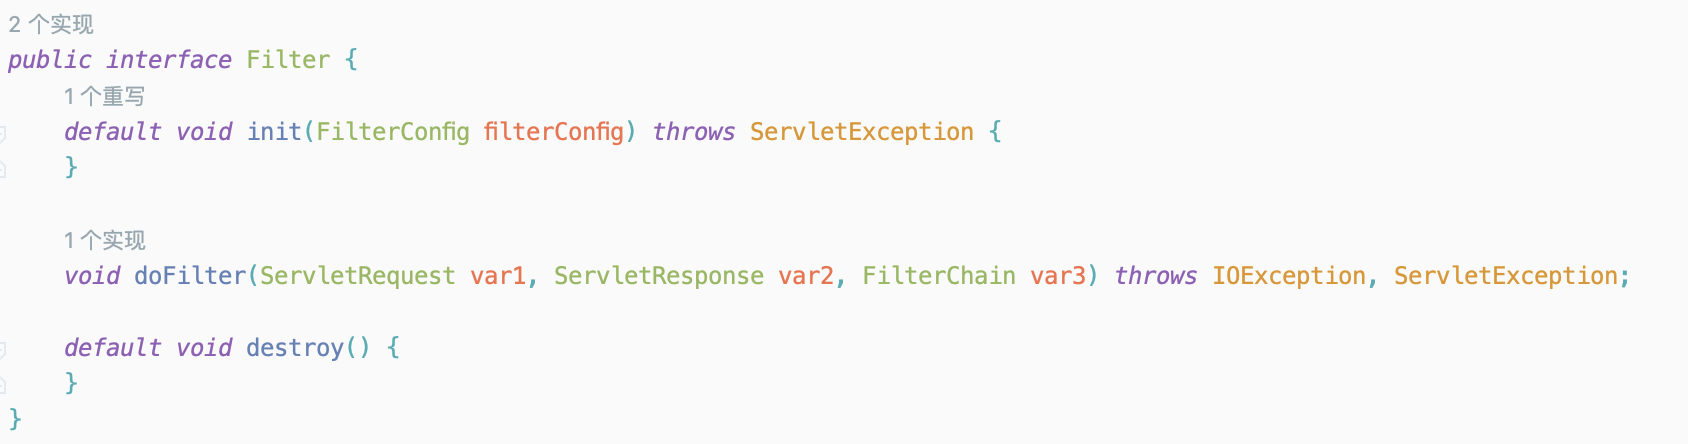 2 个实现
public interface Filter {
1 个重写
default void init(FilterConfig filterConfig) throws ServletException {
}
1 个实现
void doFilter(ServletRequest var1, ServletResponse var2, FilterChain var3) throws IOException, ServletException;
default void destroy() {
}
}